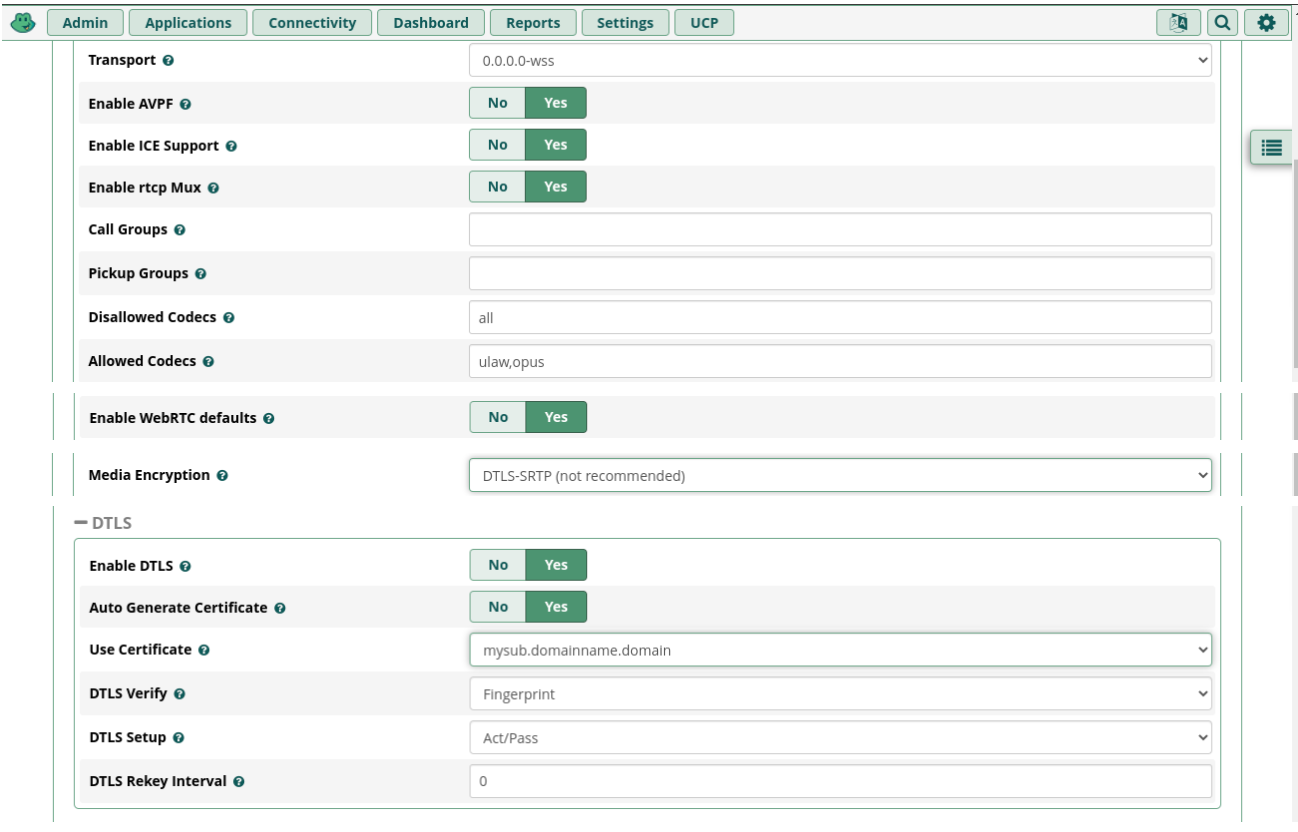 Admin Applications Connectivity Dashboard Reports Settings UCP
Transport 0.0.0.0-wss
Enable AVPF No Yes
Enable ICE Support No Yes
Enable rtcp Mux No Yes
Call Groups
Pickup Groups
Disallowed Codecs all
Allowed Codecs ulaw,opus
Enable WebRTC defaults No Yes
Media Encryption DTLS-SRTP (not recommended)
DTLS
Enable DTLS No Yes
Auto Generate Certificate No Yes
Use Certificate mysub.domainname.domain
DTLS Verify Fingerprint
DTLS Setup Act/Pass
DTLS Rekey Interval 0